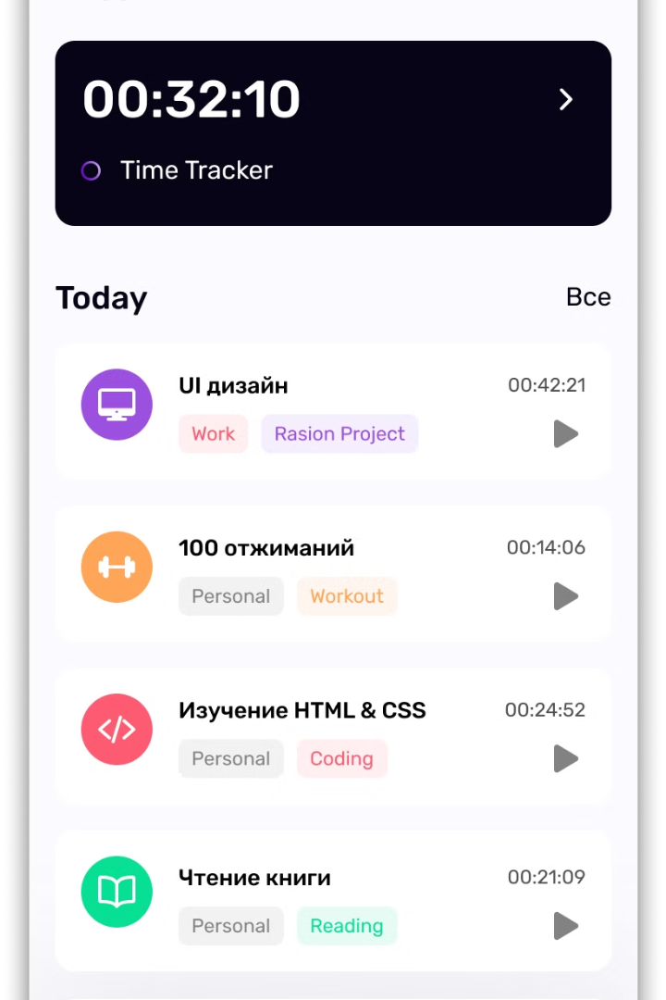 00:32:10
Time Tracker
Today
Все
UI дизайн
00:42:21
Work
Rasion Project
100 отжиманий
00:14:06
Personal
Workout
Изучение HTML & CSS
00:24:52
Personal
Coding
Чтение книги
00:21:09
Personal
Reading